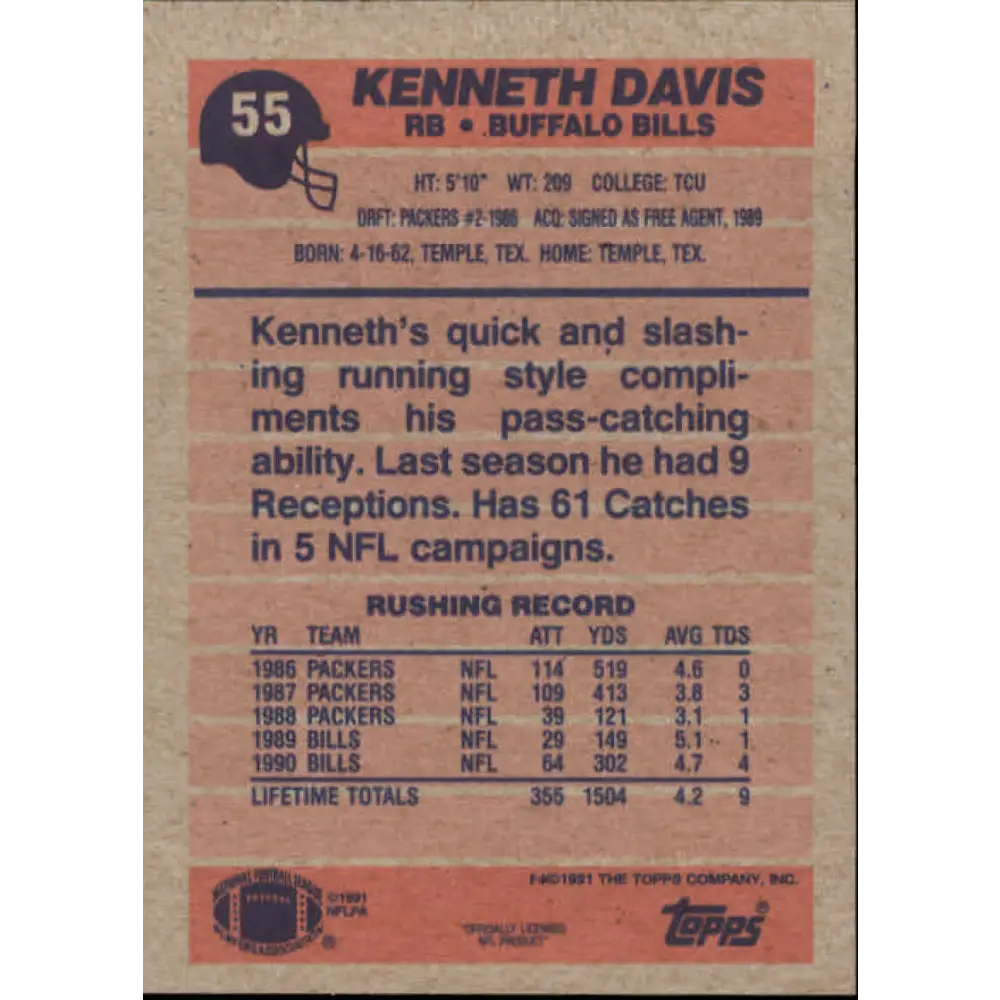 55
KENNETH DAVIS
RB • BUFFALO BILLS
HT: 5'10" WT: 209 COLLEGE: TCU
DRFT: PACKERS #2-1986 ACQ: SIGNED AS FREE AGENT, 1989
BORN: 4-16-62, TEMPLE, TEX. HOME: TEMPLE, TEX.
Kenneth's quick and slash-
ing running style compli-
ments his pass-catching
ability. Last season he had 9
Receptions. Has 61 Catches
in 5 NFL campaigns.
RUSHING RECORD
YR TEAM ATT YDS AVG TDS
1986 PACKERS NFL 114 519 4.6 0
1987 PACKERS NFL 109 413 3.8 3
1988 PACKERS NFL 39 121 3.1 1
1989 BILLS NFL 29 149 5.1 1
1990 BILLS NFL 64 302 4.7 4
LIFETIME TOTALS 355 1504 4.2 9
©1991 THE TOPPS COMPANY, INC.
©1991
NFLPA
®
OFFICIALLY LICENSED
NFL PRODUCT
TOPPS®